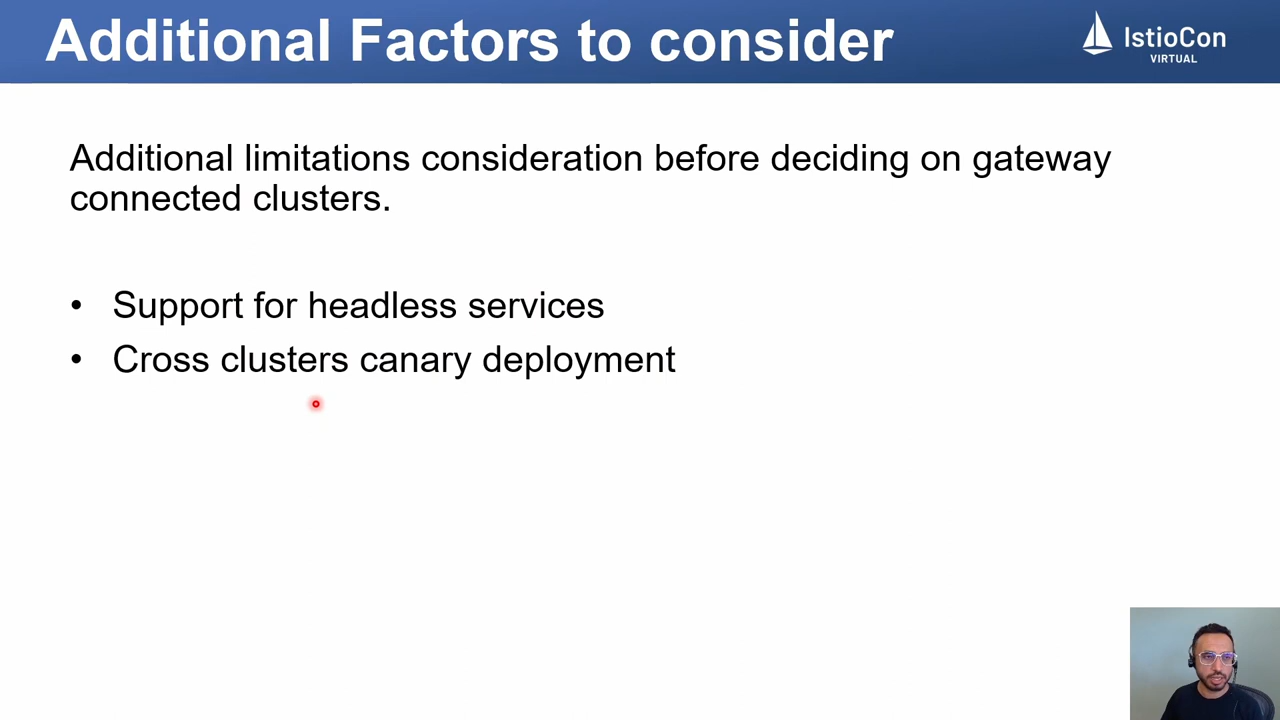 Additional Factors to consider
IstioCon
VIRTUAL
Additional limitations consideration before deciding on gateway
connected clusters.
• Support for headless services
• Cross clusters canary deployment